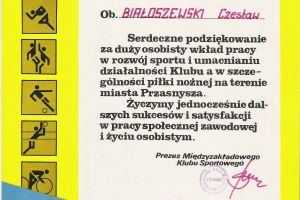 Ob. BIAŁOSZEWSKI Czesław
Serdeczne podziękowanie
za duży osobisty wkład pracy
w rozwój sportu i umacnianiu
działalności Klubu a w szcze-
gólności piłki nożnej na terenie
miasta Przasnysza.
Życzymy jednocześnie dal-
szych sukcesów i satysfakcji
w pracy społecznej zawodowej
i życiu osobistym.
Prezes Międzyzakładowego
Klubu Sportowego